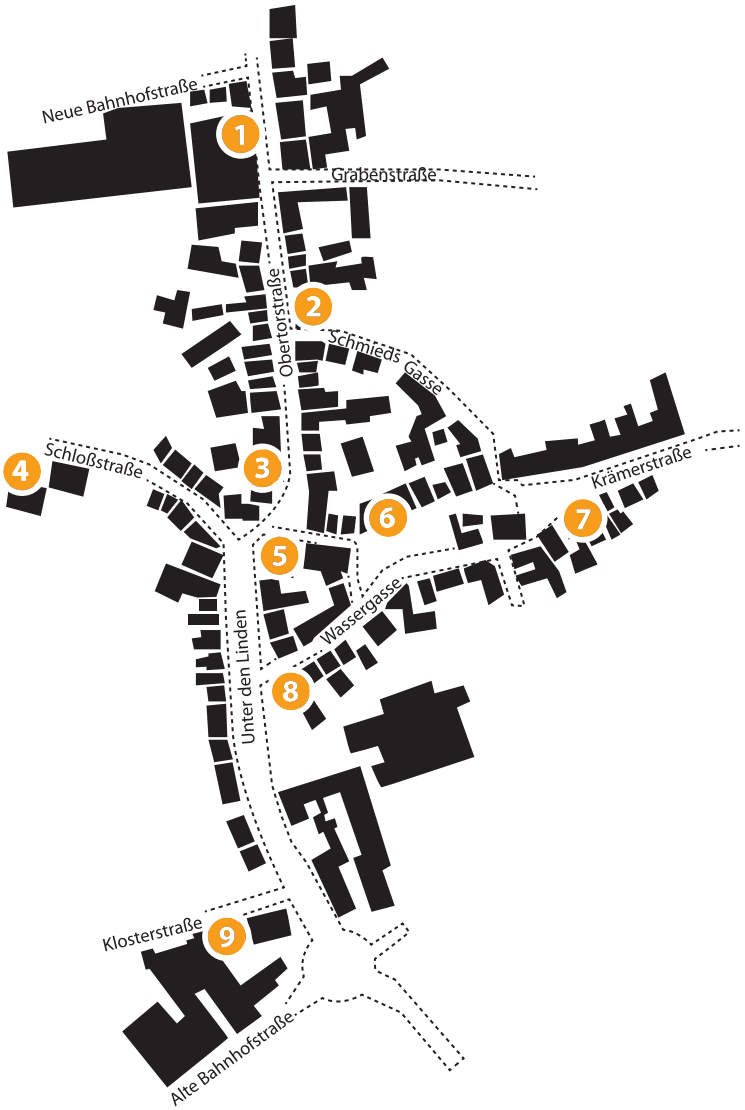 Neue Bahnhofstraße
1
Grabenstraße
Obertorstraße
2
Schmieds Gasse
Schloßstraße
4
3
Krämerstraße
6
7
5
Wassergasse
Unter den Linden
8
Klosterstraße
9
Alte Bahnhofstraße